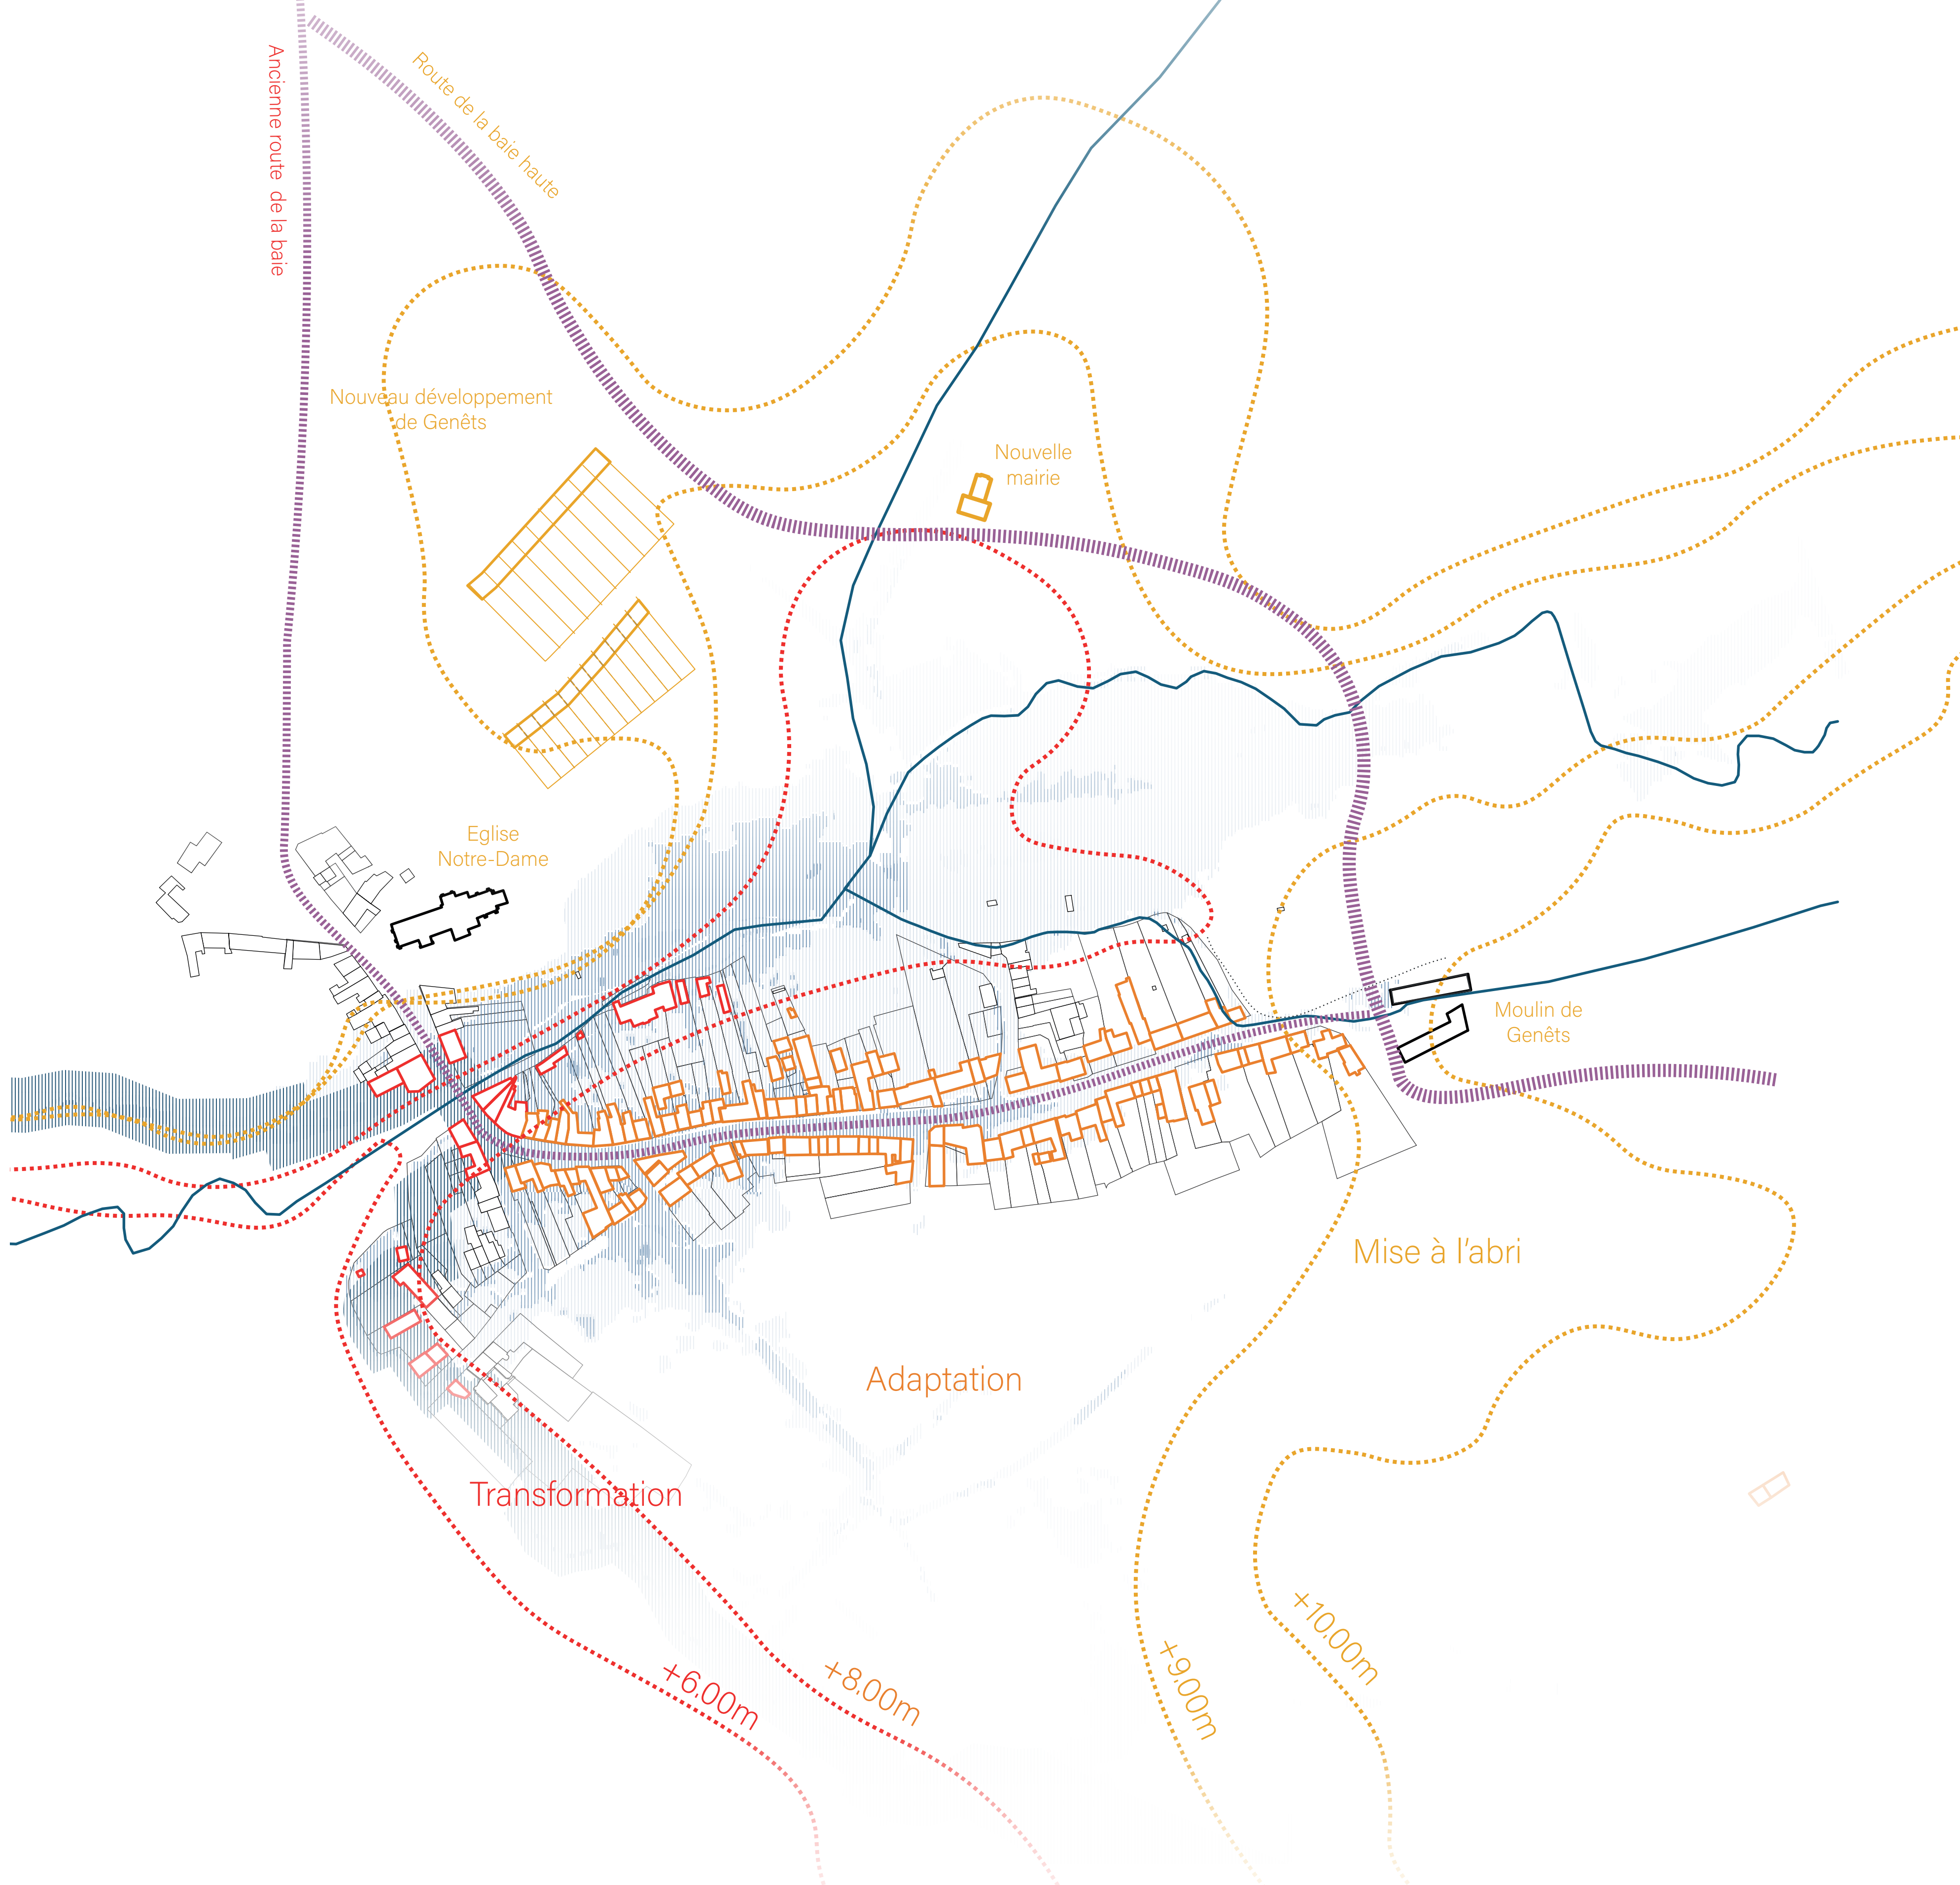 Ancienne route de la baie
Route de la baie haute
Nouveau développement
de Genêts
Nouvelle
mairie
Eglise
Notre-Dame
Moulin de
Genêts
Mise à l'abri
Adaptation
Transformation
+6,00m
+8,00m
+9,00m
+10,00m